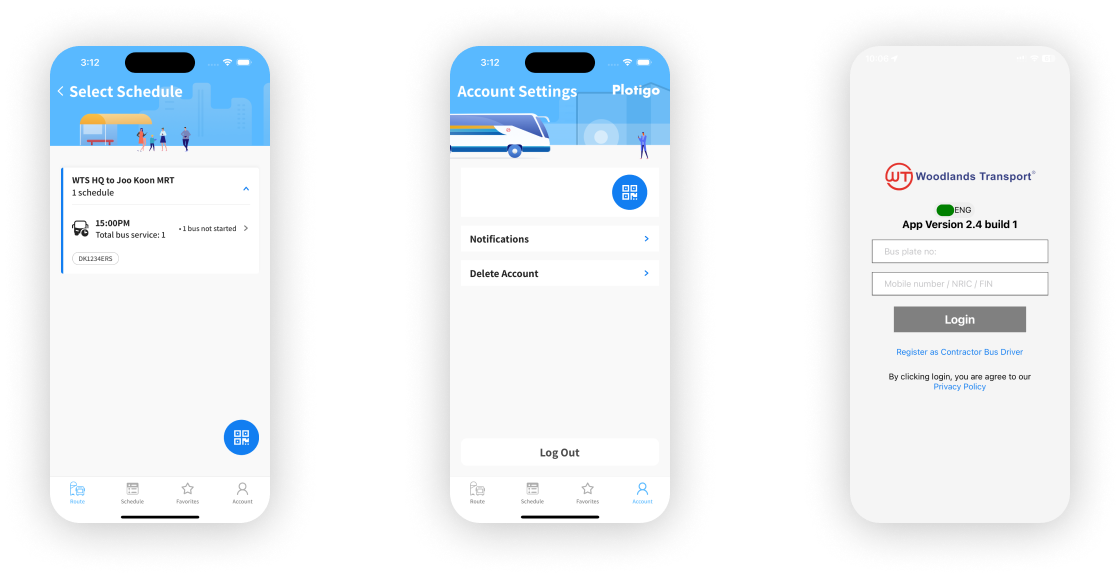 3:12
Select Schedule
WTS HQ to Joo Koon MRT
1 schedule
15:00PM
Total bus service: 1
• 1 bus not started
DK1234ERS
Route
Schedule
Favorites
Account
3:12
Account Settings
Plotigo
Notifications
Delete Account
Log Out
Route
Schedule
Favorites
Account
WT Woodlands Transport®
ENG
App Version 2.4 build 1
Bus plate no:
Mobile number / NRIC / FIN
Login
Register as Contractor Bus Driver
By clicking login, you are agree to our
Privacy Policy